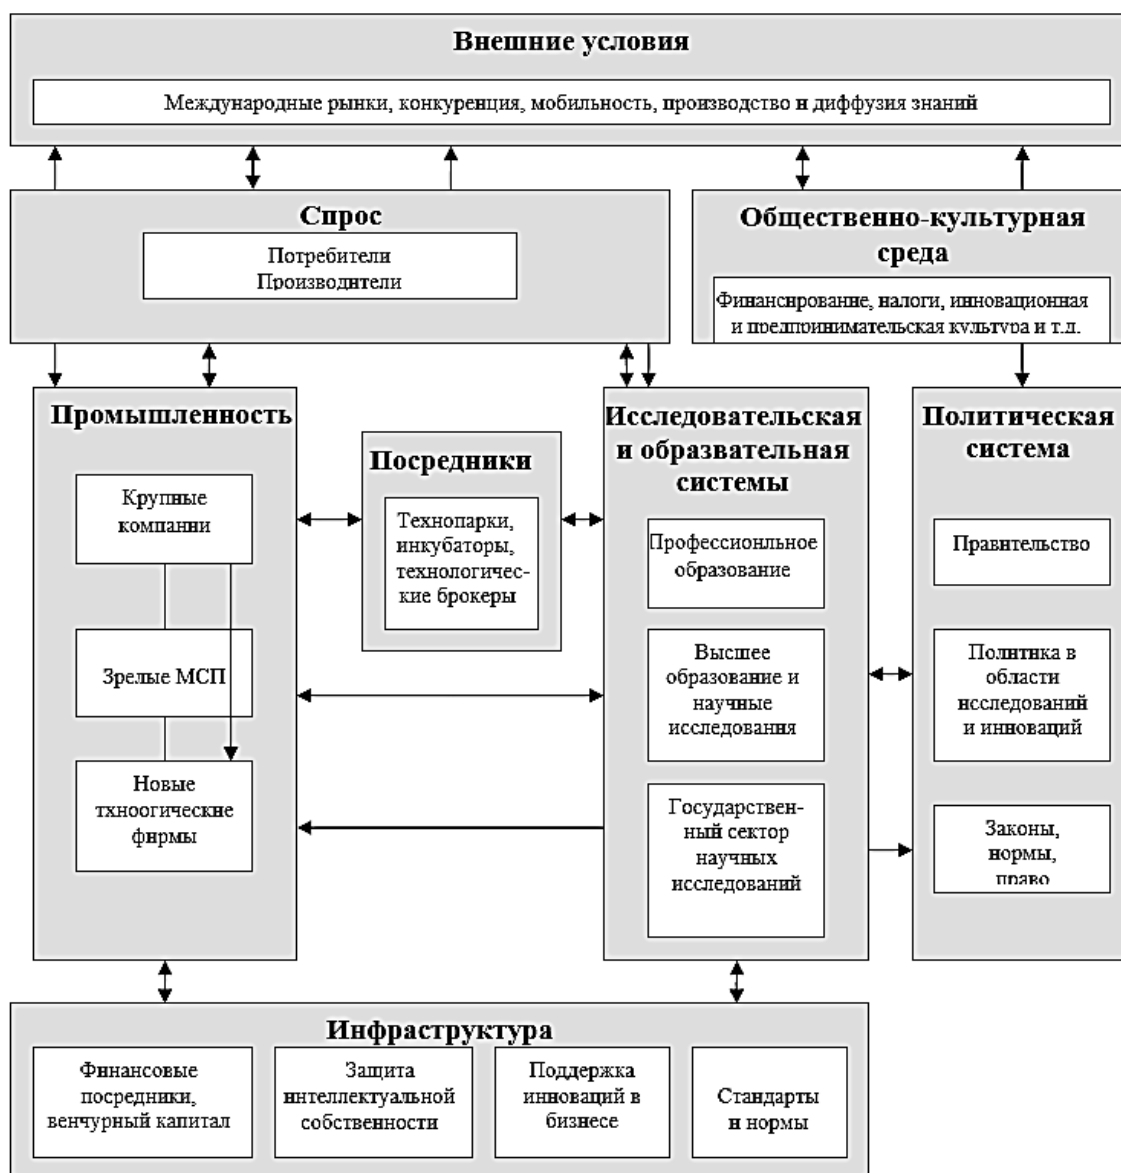 Внешние условия
Международные рынки, конкуренция, мобильность, производство и диффузия знаний
Спрос
Потребители
Производители
Общественно-культурная
среда
Финансирование, налоги, инновационная
и предпринимательская культура и т.д.
Промышленность
Крупные
компании
Зрелые МСП
Новые
тхноогические
фирмы
Посредники
Технопарки,
инкубаторы,
технологичес-
кие брокеры
Исследовательская
и образвательная
системы
Профессионльное
образование
Высшее
образование и
научные
исследования
Государствен-
ный сектор
научных
исследований
Политическая
система
Правительство
Политика в
области
исследований
и инноваций
Законы,
нормы,
право
Инфраструктура
Финансовые
посредники,
венчурный капитал
Защита
интеллектуальной
собственности
Поддержка
инноваций в
бизнесе
Стандарты
и нормы